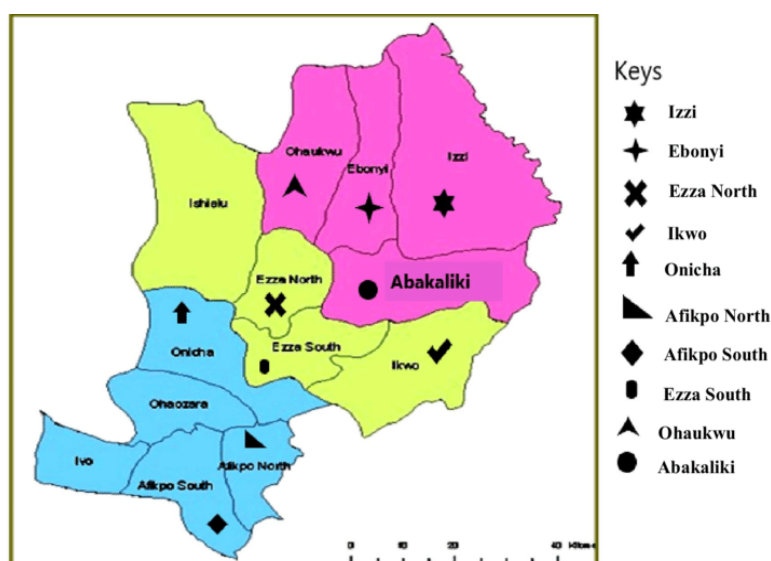 Ohaukwu
Ebonyi
Izzi
Ishielu
Ezza North
Abakaliki
Onicha
Ezza South
Ikwo
Ohaozara
Ivo
Afikpo North
Afikpo South
0 10 20 40
Keys
Izzi
Ebonyi
Ezza North
Ikwo
Onicha
Afikpo North
Afikpo South
Ezza South
Ohaukwu
Abakaliki